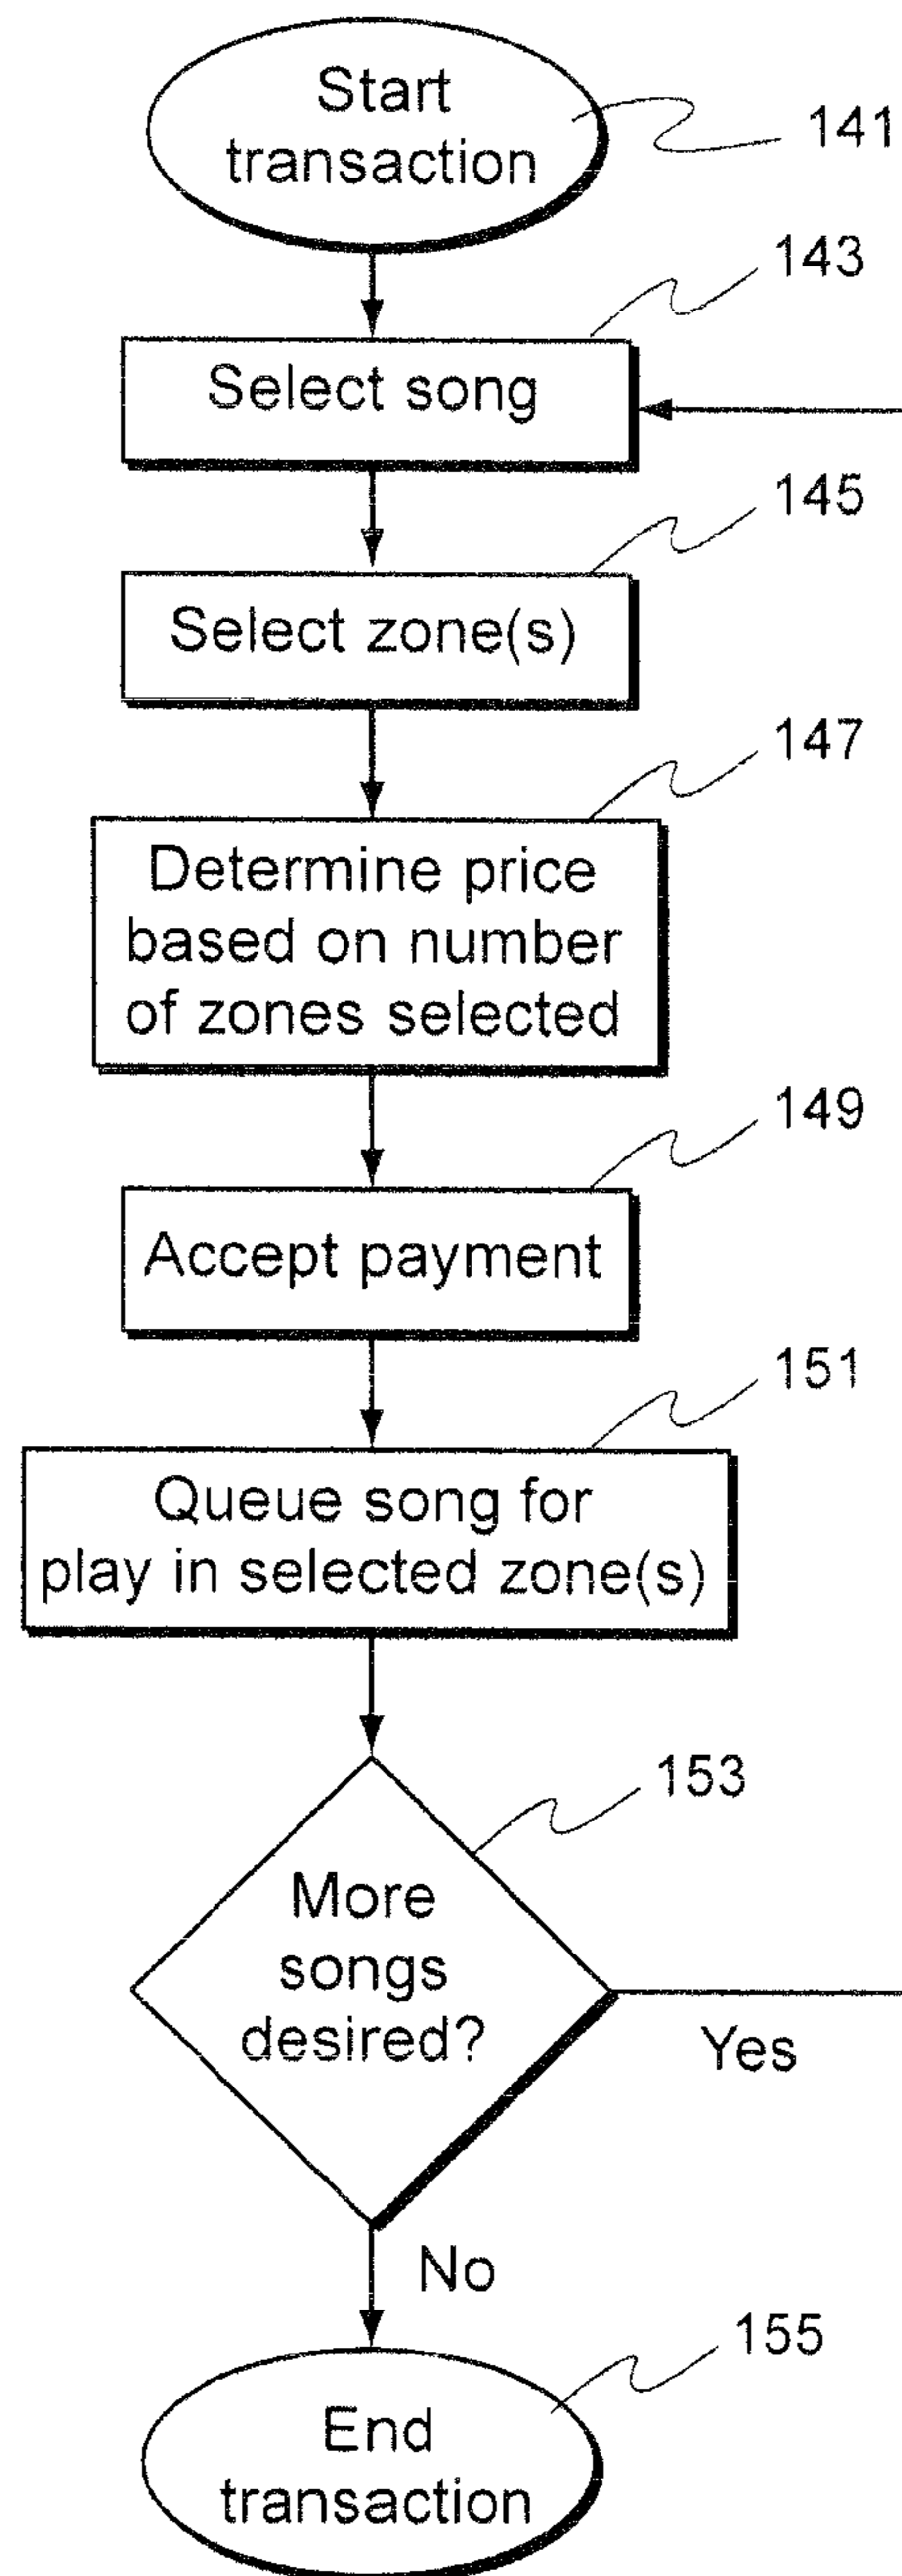 Start
transaction
141
143
Select song
145
Select zone(s)
147
Determine price
based on number
of zones selected
149
Accept payment
151
Queue song for
play in selected zone(s)
153
More
songs
desired?
Yes
No
155
End
transaction